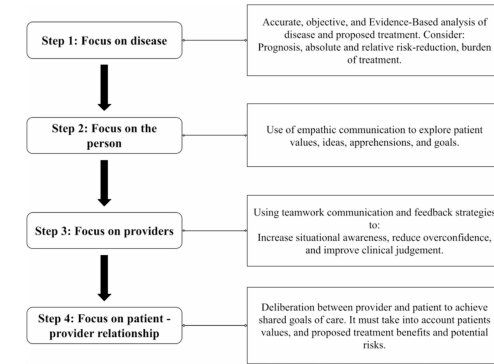 Step 1: Focus on disease
Accurate, objective, and Evidence-Based analysis of
disease and proposed treatment. Consider:
Prognosis, absolute and relative risk-reduction, burden
of treatment.
Step 2: Focus on the
person
Use of empathic communication to explore patient
values, ideas, apprehensions, and goals.
Step 3: Focus on providers
Using teamwork communication and feedback strategies
to:
Increase situational awareness, reduce overconfidence,
and improve clinical judgement.
Step 4: Focus on patient -
provider relationship
Deliberation between provider and patient to achieve
shared goals of care. It must take into account patients
values, and proposed treatment benefits and potential
risks.